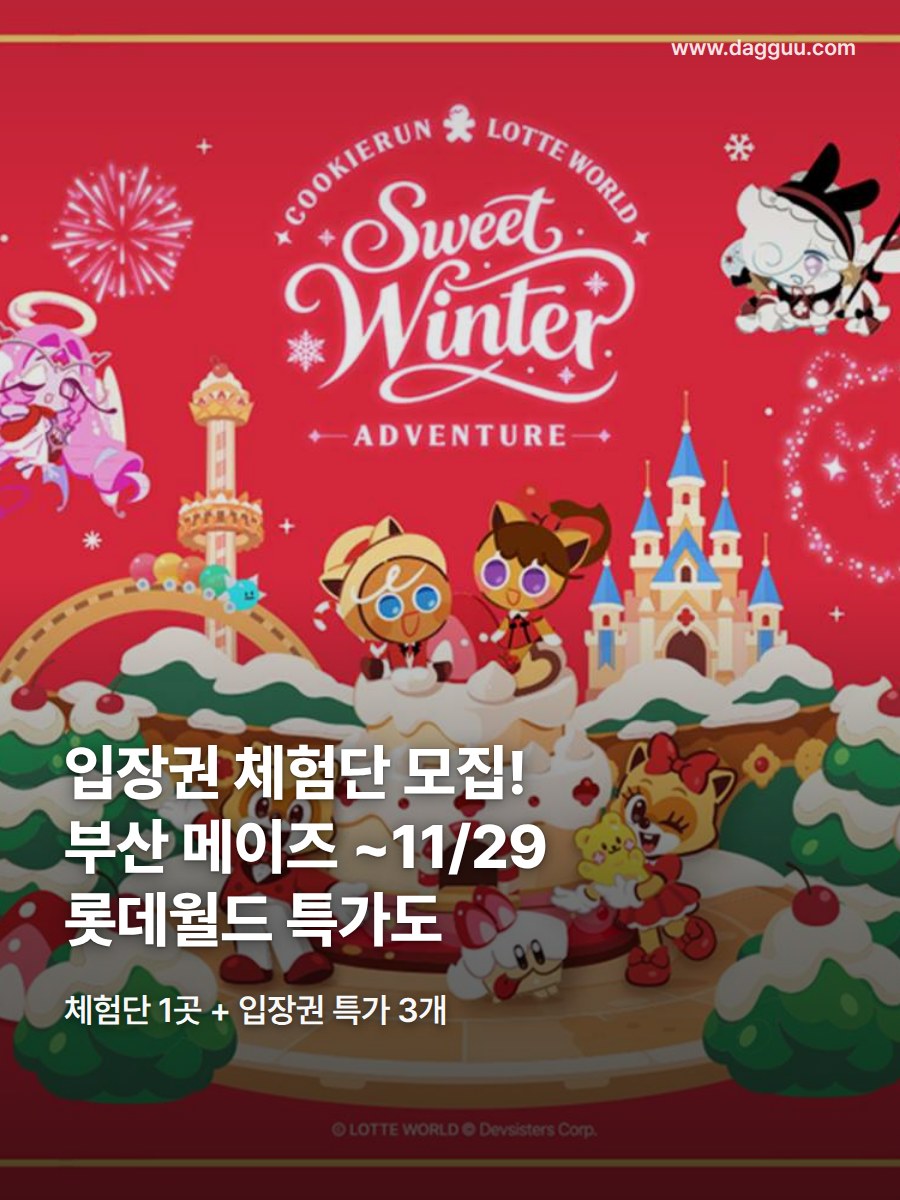 www.dagguu.com
COOKIERUN LOTTE WORLD
Sweet
Winter
ADVENTURE
입장권 체험단 모집!
부산 메이즈 ~11/29
롯데월드 특가도
체험단 1곳 + 입장권 특가 3개
© LOTTE WORLD © Devsisters Corp.